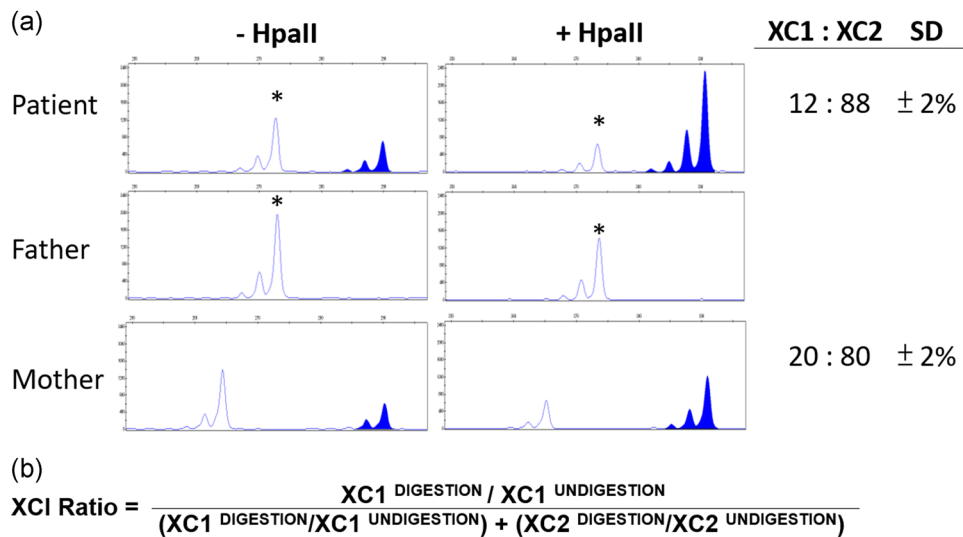 (a)
- HpaII + HpaII XC1 : XC2 SD
Patient * * 12 : 88 ± 2%
Father * *
Mother 20 : 80 ± 2%
(b)
XCI Ratio = XC1 DIGESTION / XC1 UNDIGESTION
(XC1 DIGESTION/XC1 UNDIGESTION) + (XC2 DIGESTION/XC2 UNDIGESTION)